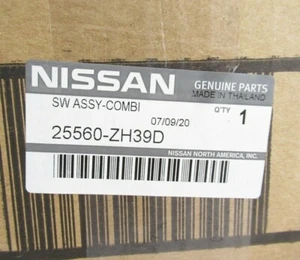 NISSAN
GENUINE PARTS
MADE IN THAILAND
SW ASSY-COMBI
07/09/20
Q'TY 1
25560-ZH39D
NISSAN NORTH AMERICA, INC.